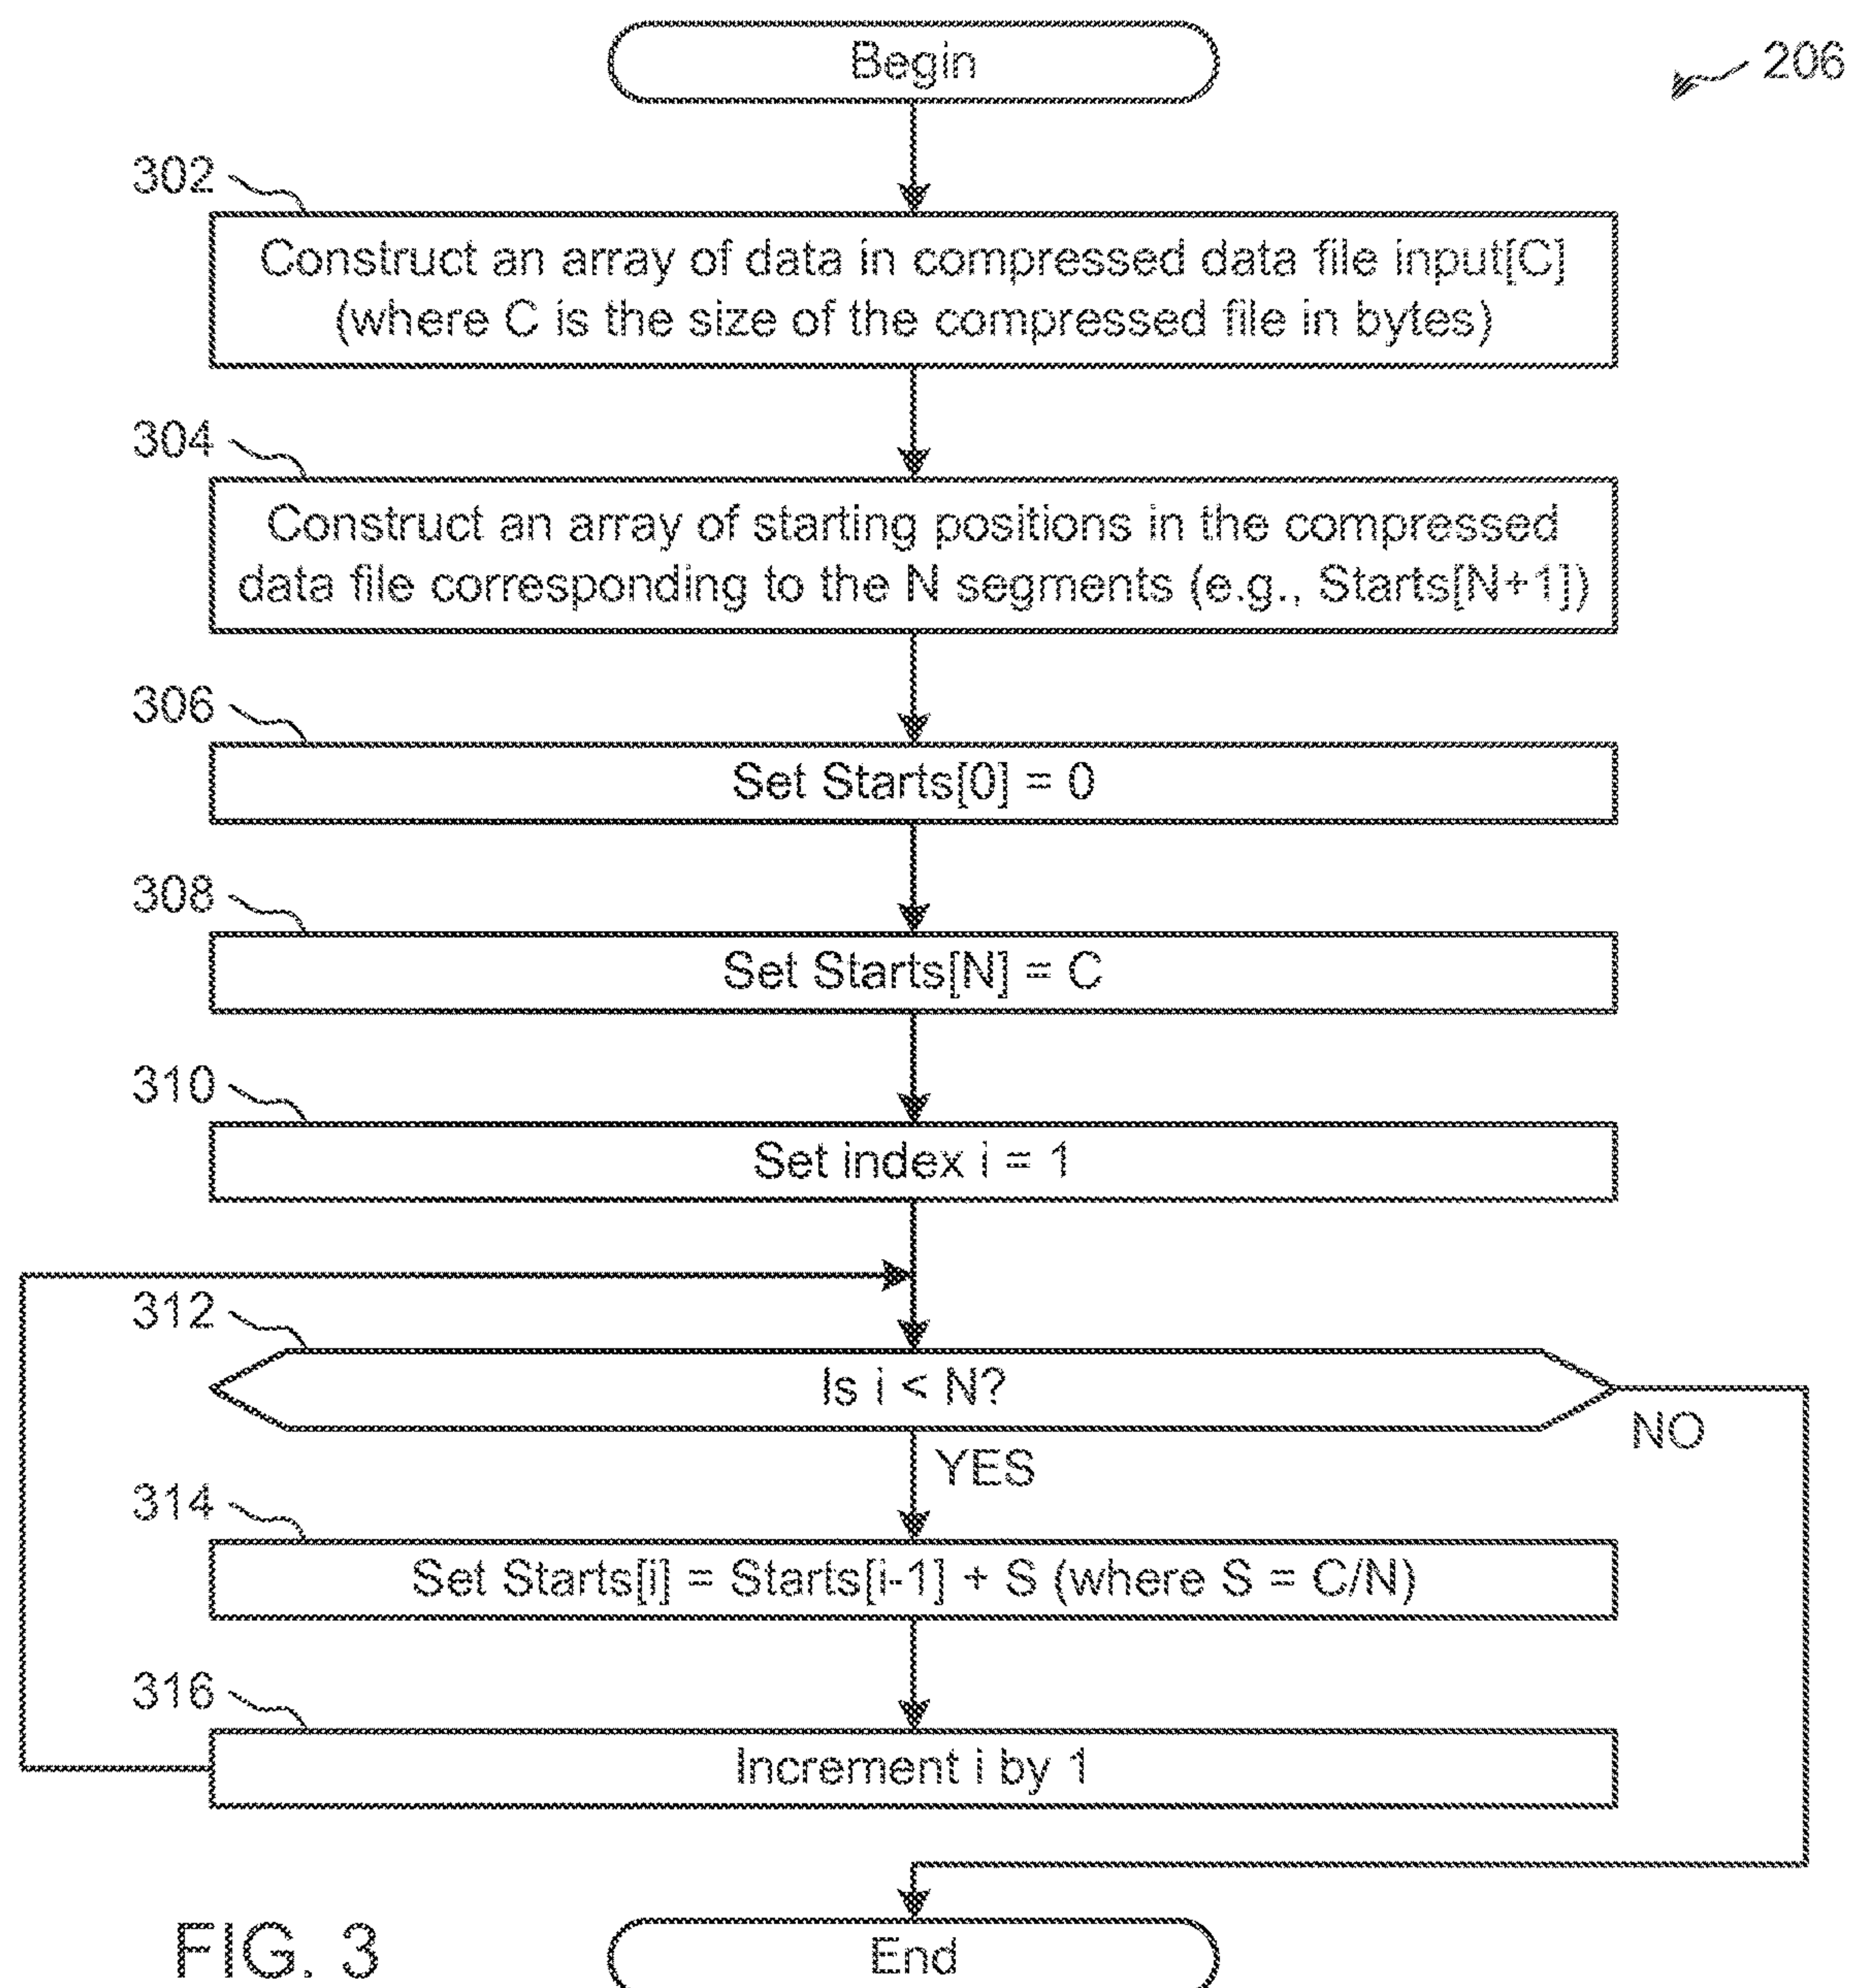 Begin
206
302
Construct an array of data in compressed data file input[C]
(where C is the size of the compressed file in bytes)
304
Construct an array of starting positions in the compressed
data file corresponding to the N segments (e.g., Starts[N+1])
306
Set Starts[0] = 0
308
Set Starts[N] = C
310
Set index i = 1
312
Is i < N?
NO
YES
314
Set Starts[i] = Starts[i-1] + S (where S = C/N)
316
Increment i by 1
FIG. 3
End